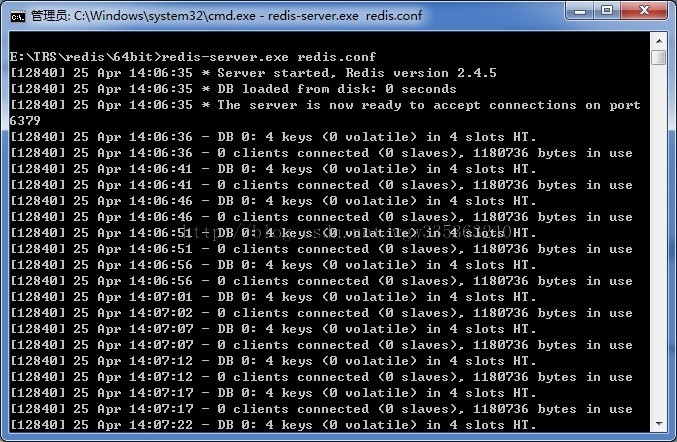 管理员: C:\Windows\system32\cmd.exe - redis-server.exe  redis.conf
E:\TRS\redis\64bit>redis-server.exe redis.conf
[12840] 25 Apr 14:06:35 * Server started, Redis version 2.4.5
[12840] 25 Apr 14:06:35 * DB loaded from disk: 0 seconds
[12840] 25 Apr 14:06:35 * The server is now ready to accept connections on port
6379
[12840] 25 Apr 14:06:36 - DB 0: 4 keys (0 volatile) in 4 slots HT.
[12840] 25 Apr 14:06:36 - 0 clients connected (0 slaves), 1180736 bytes in use
[12840] 25 Apr 14:06:41 - DB 0: 4 keys (0 volatile) in 4 slots HT.
[12840] 25 Apr 14:06:41 - 0 clients connected (0 slaves), 1180736 bytes in use
[12840] 25 Apr 14:06:46 - DB 0: 4 keys (0 volatile) in 4 slots HT.
[12840] 25 Apr 14:06:46 - 0 clients connected (0 slaves), 1180736 bytes in use
[12840] 25 Apr 14:06:51 - DB 0: 4 keys (0 volatile) in 4 slots HT.
[12840] 25 Apr 14:06:51 - 0 clients connected (0 slaves), 1180736 bytes in use
[12840] 25 Apr 14:06:56 - DB 0: 4 keys (0 volatile) in 4 slots HT.
[12840] 25 Apr 14:06:56 - 0 clients connected (0 slaves), 1180736 bytes in use
[12840] 25 Apr 14:07:01 - DB 0: 4 keys (0 volatile) in 4 slots HT.
[12840] 25 Apr 14:07:02 - 0 clients connected (0 slaves), 1180736 bytes in use
[12840] 25 Apr 14:07:07 - DB 0: 4 keys (0 volatile) in 4 slots HT.
[12840] 25 Apr 14:07:07 - 0 clients connected (0 slaves), 1180736 bytes in use
[12840] 25 Apr 14:07:12 - DB 0: 4 keys (0 volatile) in 4 slots HT.
[12840] 25 Apr 14:07:12 - 0 clients connected (0 slaves), 1180736 bytes in use
[12840] 25 Apr 14:07:17 - DB 0: 4 keys (0 volatile) in 4 slots HT.
[12840] 25 Apr 14:07:17 - 0 clients connected (0 slaves), 1180736 bytes in use
[12840] 25 Apr 14:07:22 - DB 0: 4 keys (0 volatile) in 4 slots HT.